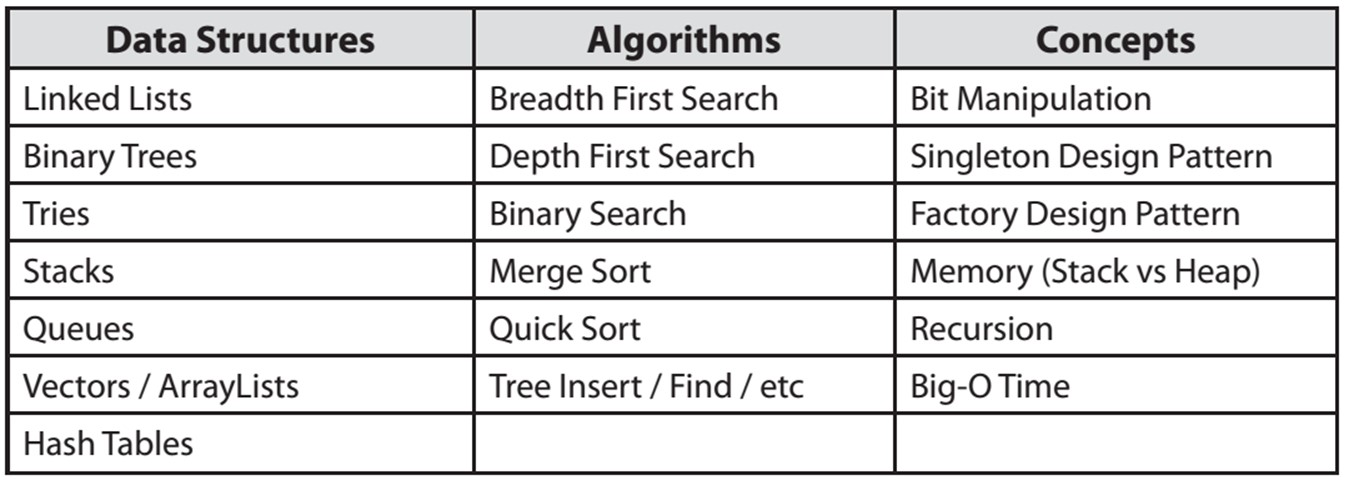 Data Structures Algorithms Concepts
Linked Lists Breadth First Search Bit Manipulation
Binary Trees Depth First Search Singleton Design Pattern
Tries Binary Search Factory Design Pattern
Stacks Merge Sort Memory (Stack vs Heap)
Queues Quick Sort Recursion
Vectors / ArrayLists Tree Insert / Find / etc Big-O Time
Hash Tables